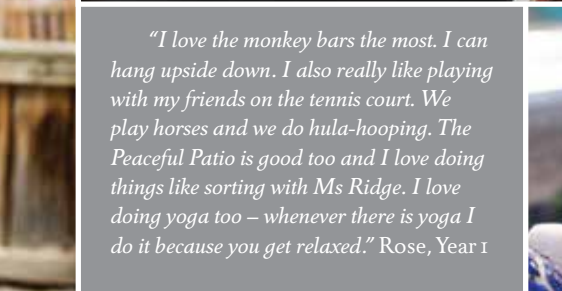 “I love the monkey bars the most. I can
hang upside down. I also really like playing
with my friends on the tennis court. We
play horses and we do hula-hooping. The
Peaceful Patio is good too and I love doing
things like sorting with Ms Ridge. I love
doing yoga too – whenever there is yoga I
do it because you get relaxed.” Rose, Year 1